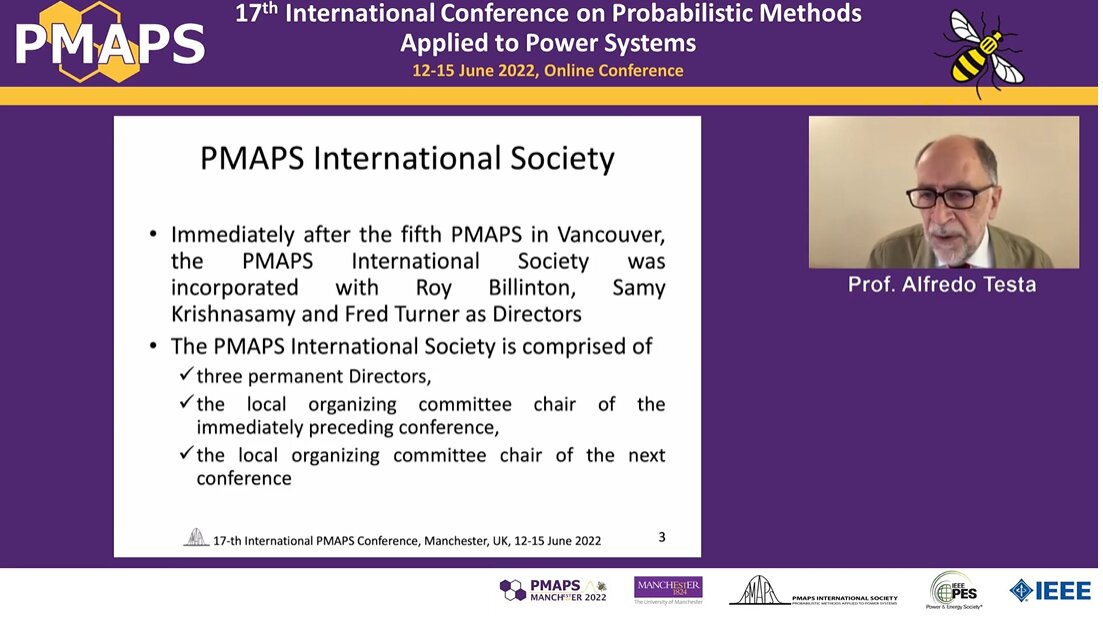 PMAPS
17th International Conference on Probabilistic Methods
Applied to Power Systems
12-15 June 2022, Online Conference
PMAPS International Society
• Immediately after the fifth PMAPS in Vancouver,
the PMAPS International Society was
incorporated with Roy Billinton, Samy
Krishnasamy and Fred Turner as Directors
• The PMAPS International Society is comprised of
✓three permanent Directors,
✓the local organizing committee chair of the
immediately preceding conference,
✓the local organizing committee chair of the next
conference
17-th International PMAPS Conference, Manchester, UK, 12-15 June 2022
3
Prof. Alfredo Testa
PMAPS
MANCHESTER 2022
MANCHESTER
1824
The University of Manchester
PMAPS
PMAPS INTERNATIONAL SOCIETY
PROBABILISTIC METHODS APPLIED TO POWER SYSTEMS
IEEE
PES
Power & Energy Society®
IEEE